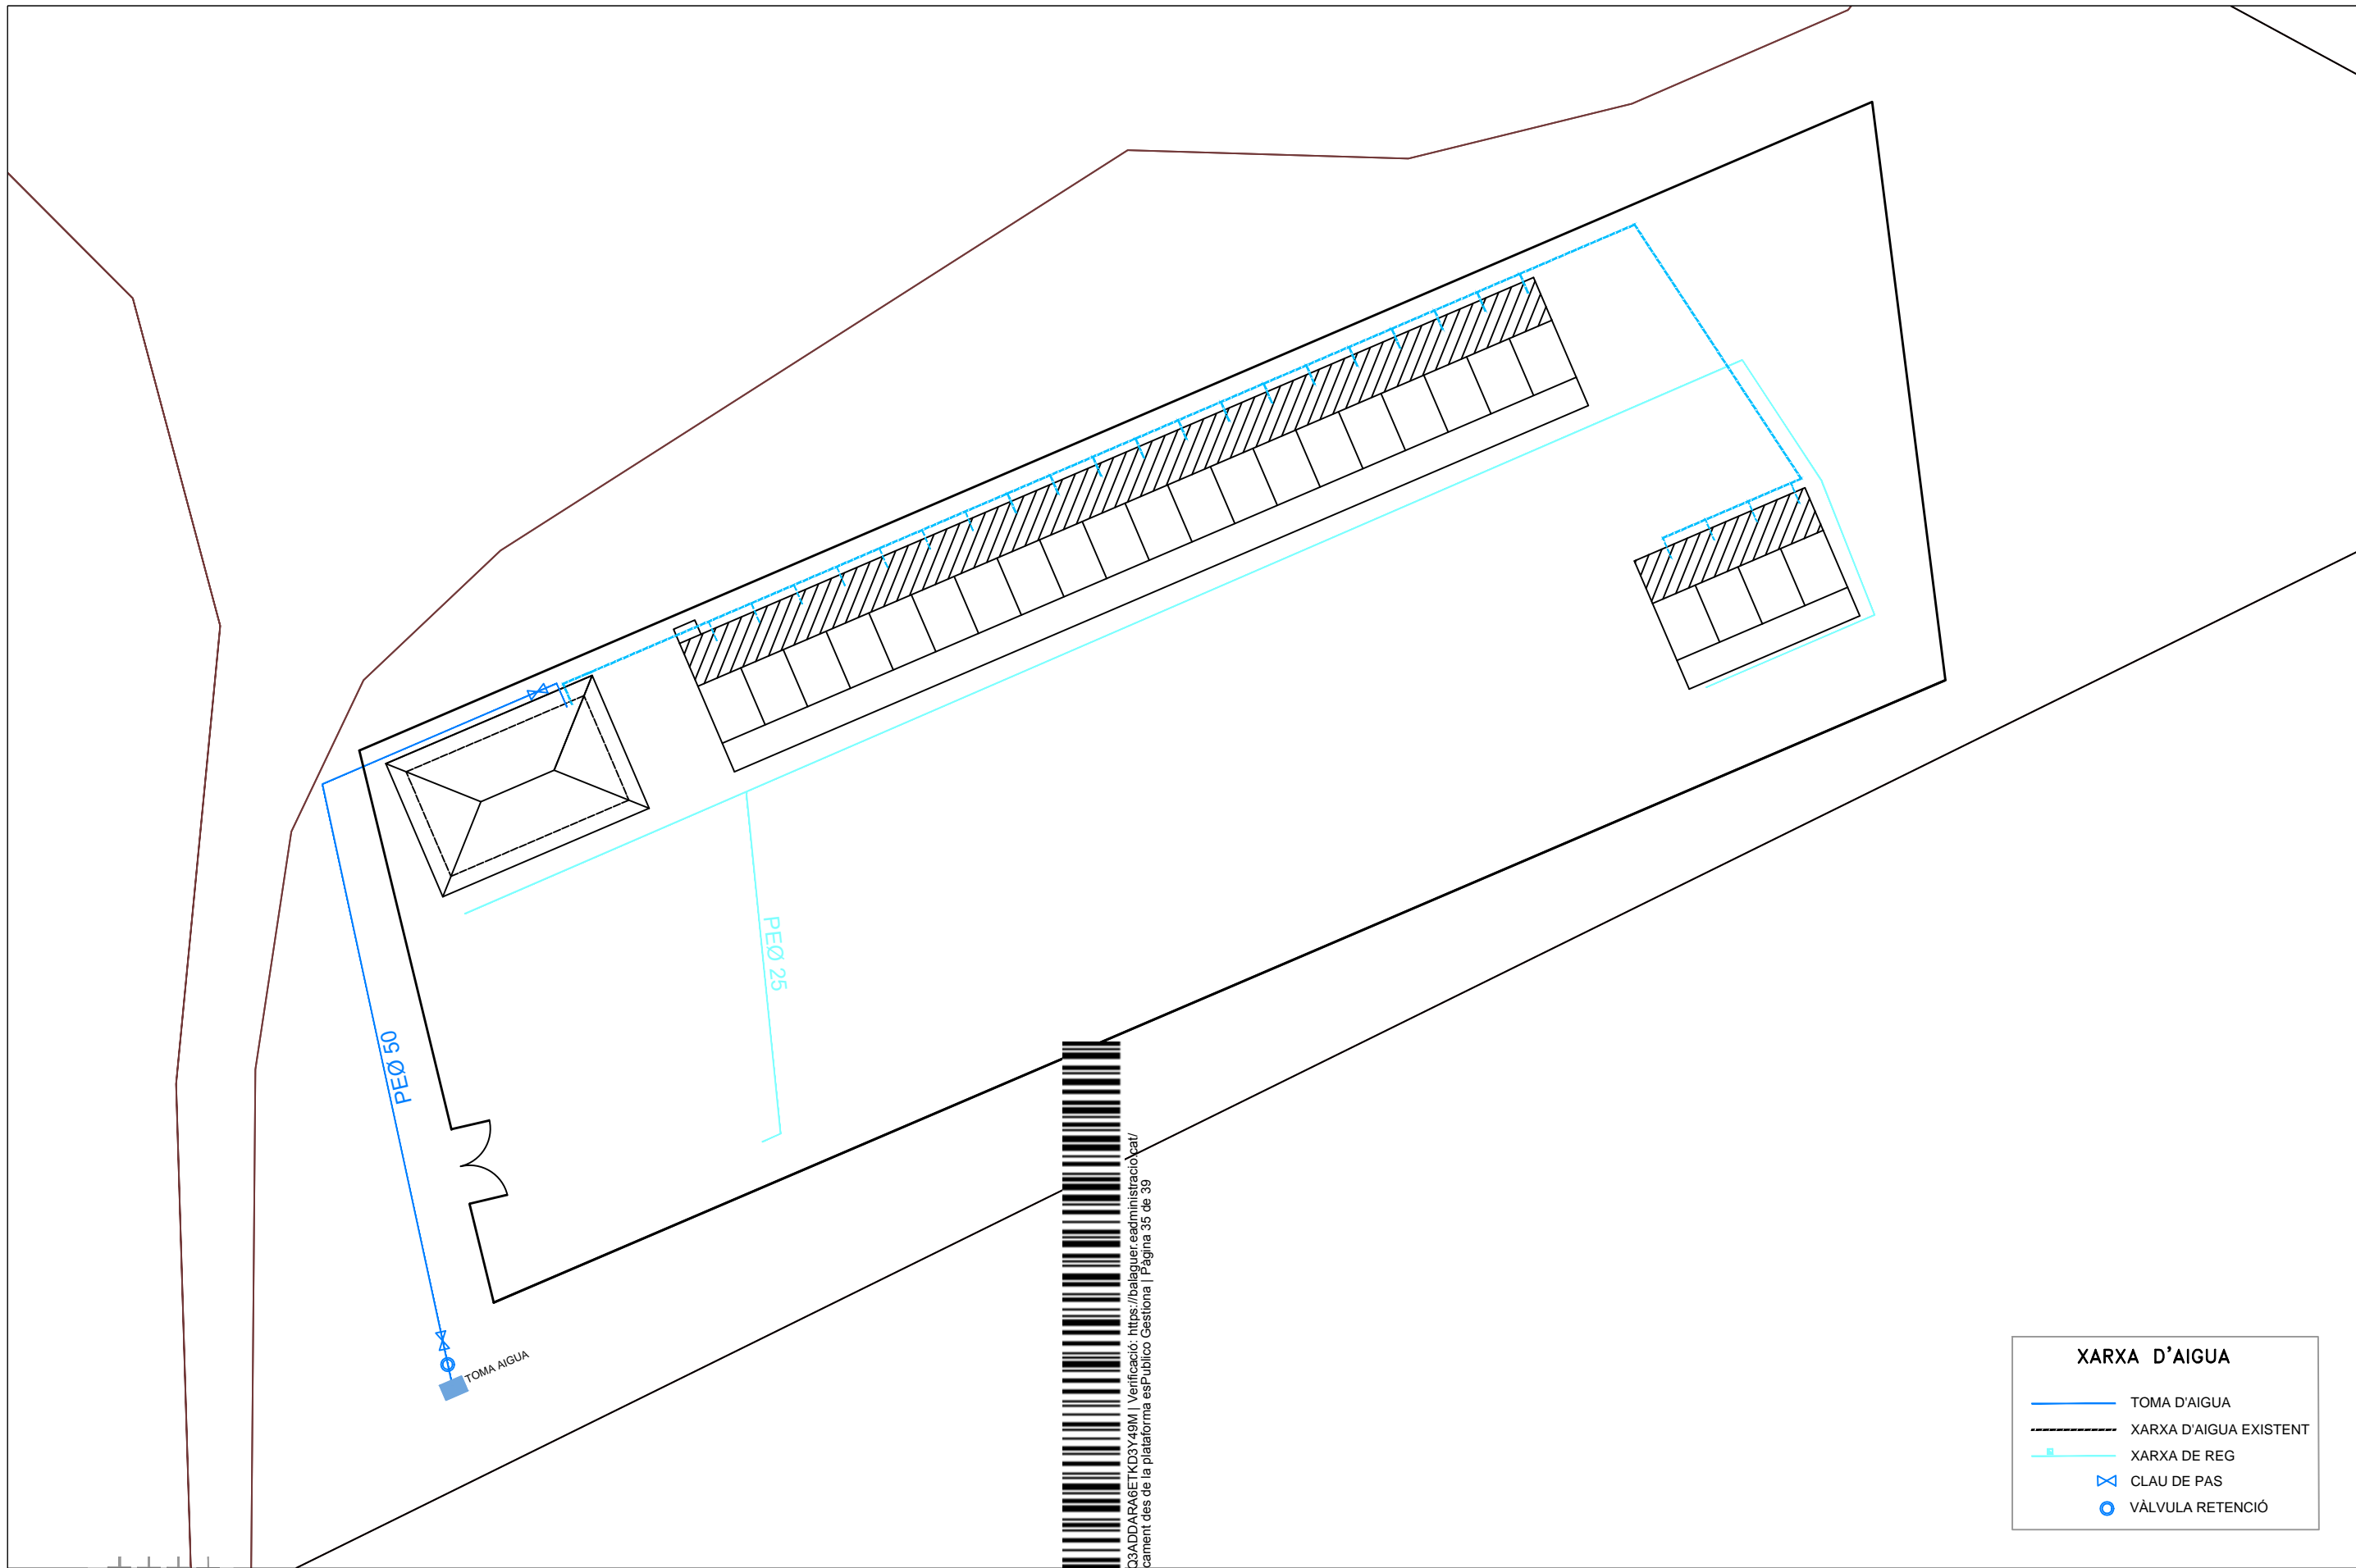 PEØ 25
PEØ 50
TOMA AIGUA
Q3ADDARA6ETKD3Y49M | Verificació: https://balaguer.eadministracio.cat/
cament des de la plataforma esPublico Gestiona | Pàgina 35 de 39
XARXA D'AIGUA
TOMA D'AIGUA
XARXA D'AIGUA EXISTENT
XARXA DE REG
CLAU DE PAS
VÀLVULA RETENCIÓ